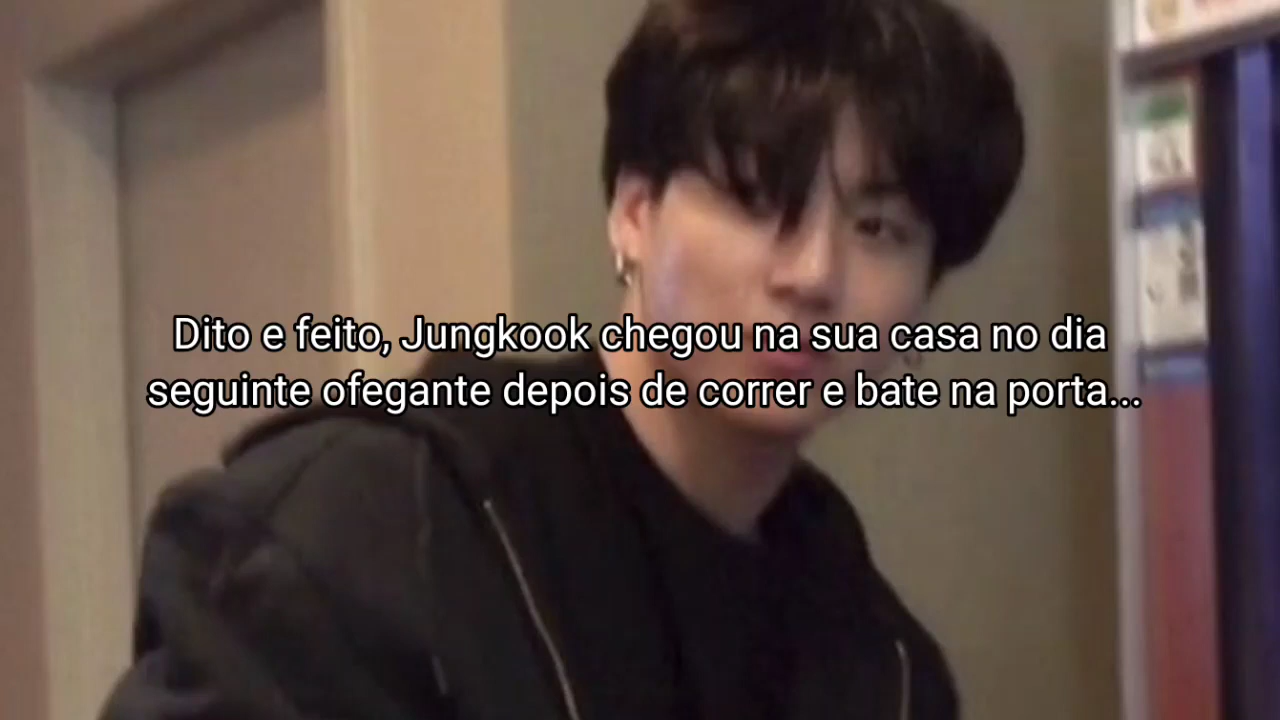 Dito e feito, Jungkook chegou na sua casa no dia
seguinte ofegante depois de correr e bate na porta...